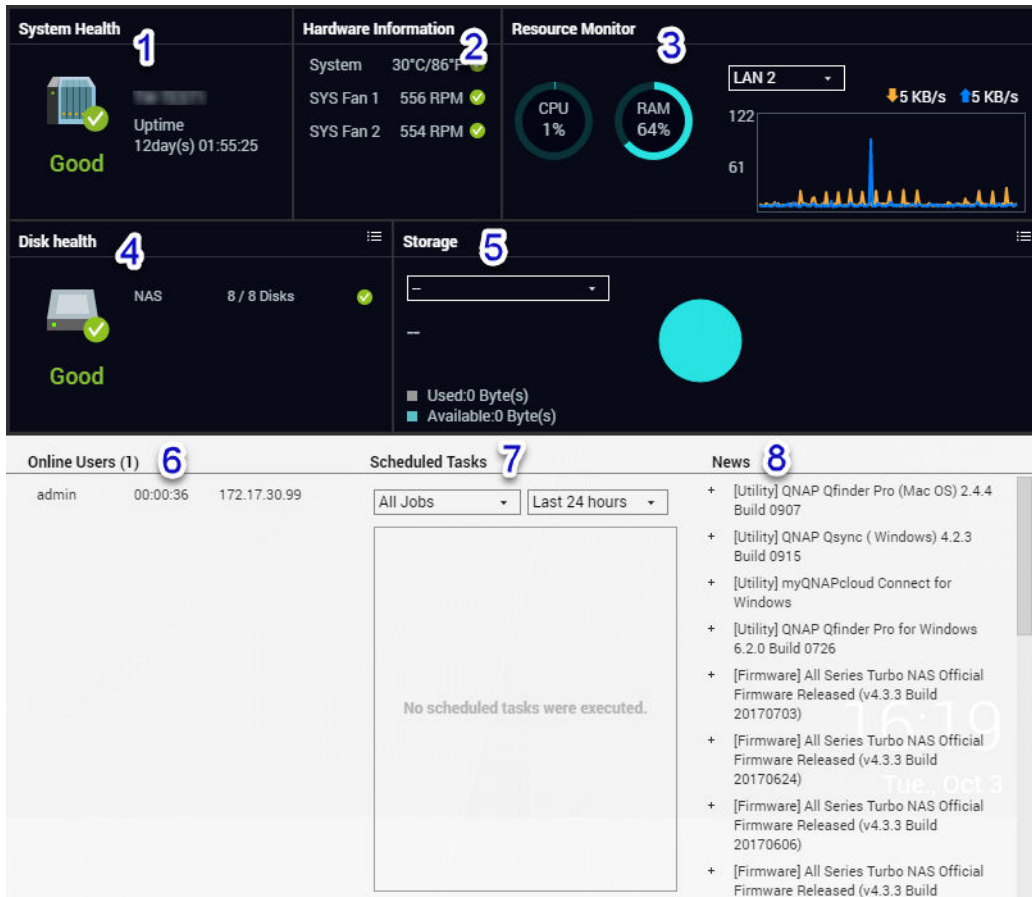 System Health
1
Uptime
12day(s) 01:55:25
Good
Hardware Information
2
System 30°C/86°F
SYS Fan 1 556 RPM
SYS Fan 2 554 RPM
Resource Monitor
3
CPU
1%
RAM
64%
LAN 2
5 KB/s 5 KB/s
122
61
Disk health
4
NAS 8 / 8 Disks
Good
Storage
5
--
--
Used:0 Byte(s)
Available:0 Byte(s)
Online Users (1)
6
admin 00:00:36 172.17.30.99
Scheduled Tasks
7
All Jobs Last 24 hours
No scheduled tasks were executed.
News
8
+ [Utility] QNAP Qfinder Pro (Mac OS) 2.4.4
Build 0907
+ [Utility] QNAP Qsync ( Windows) 4.2.3
Build 0915
+ [Utility] myQNAPcloud Connect for
Windows
+ [Utility] QNAP Qfinder Pro for Windows
6.2.0 Build 0726
+ [Firmware] All Series Turbo NAS Official
Firmware Released (v4.3.3 Build
20170703)
+ [Firmware] All Series Turbo NAS Official
Firmware Released (v4.3.3 Build
20170624)
+ [Firmware] All Series Turbo NAS Official
Firmware Released (v4.3.3 Build
20170606)
+ [Firmware] All Series Turbo NAS Official
Firmware Released (v4.3.3 Build
16:19
Tue., Oct 3